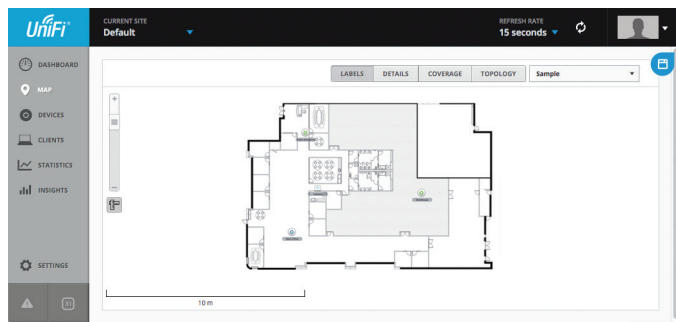 UniFi
CURRENT SITE
Default
REFRESH RATE
15 seconds
DASHBOARD
MAP
DEVICES
CLIENTS
STATISTICS
INSIGHTS
SETTINGS
LABELS
DETAILS
COVERAGE
TOPOLOGY
Sample
10 m